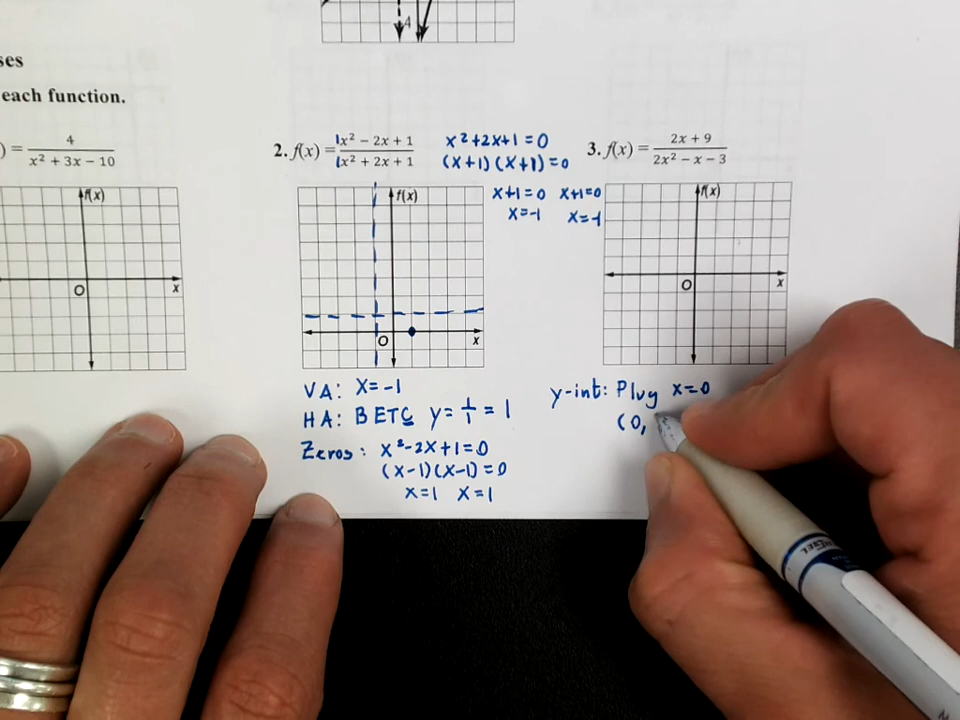 4
ses
each function.
) = 4 / x² + 3x − 10
2. f(x) = 1x² − 2x + 1 / 1x² + 2x + 1
x²+2x+1=0
(x+1)(x+1)=0
x+1=0 x+1=0
x=-1 x=-1
3. f(x) = 2x + 9 / 2x² − x − 3
f(x)
O
x
f(x)
O
x
f(x)
O
x
VA: x=-1
HA: BETC y= 1/1 = 1
Zeros: x²-2x+1=0
(x-1)(x-1)=0
x=1 x=1
y-int: Plug x=0
(0,